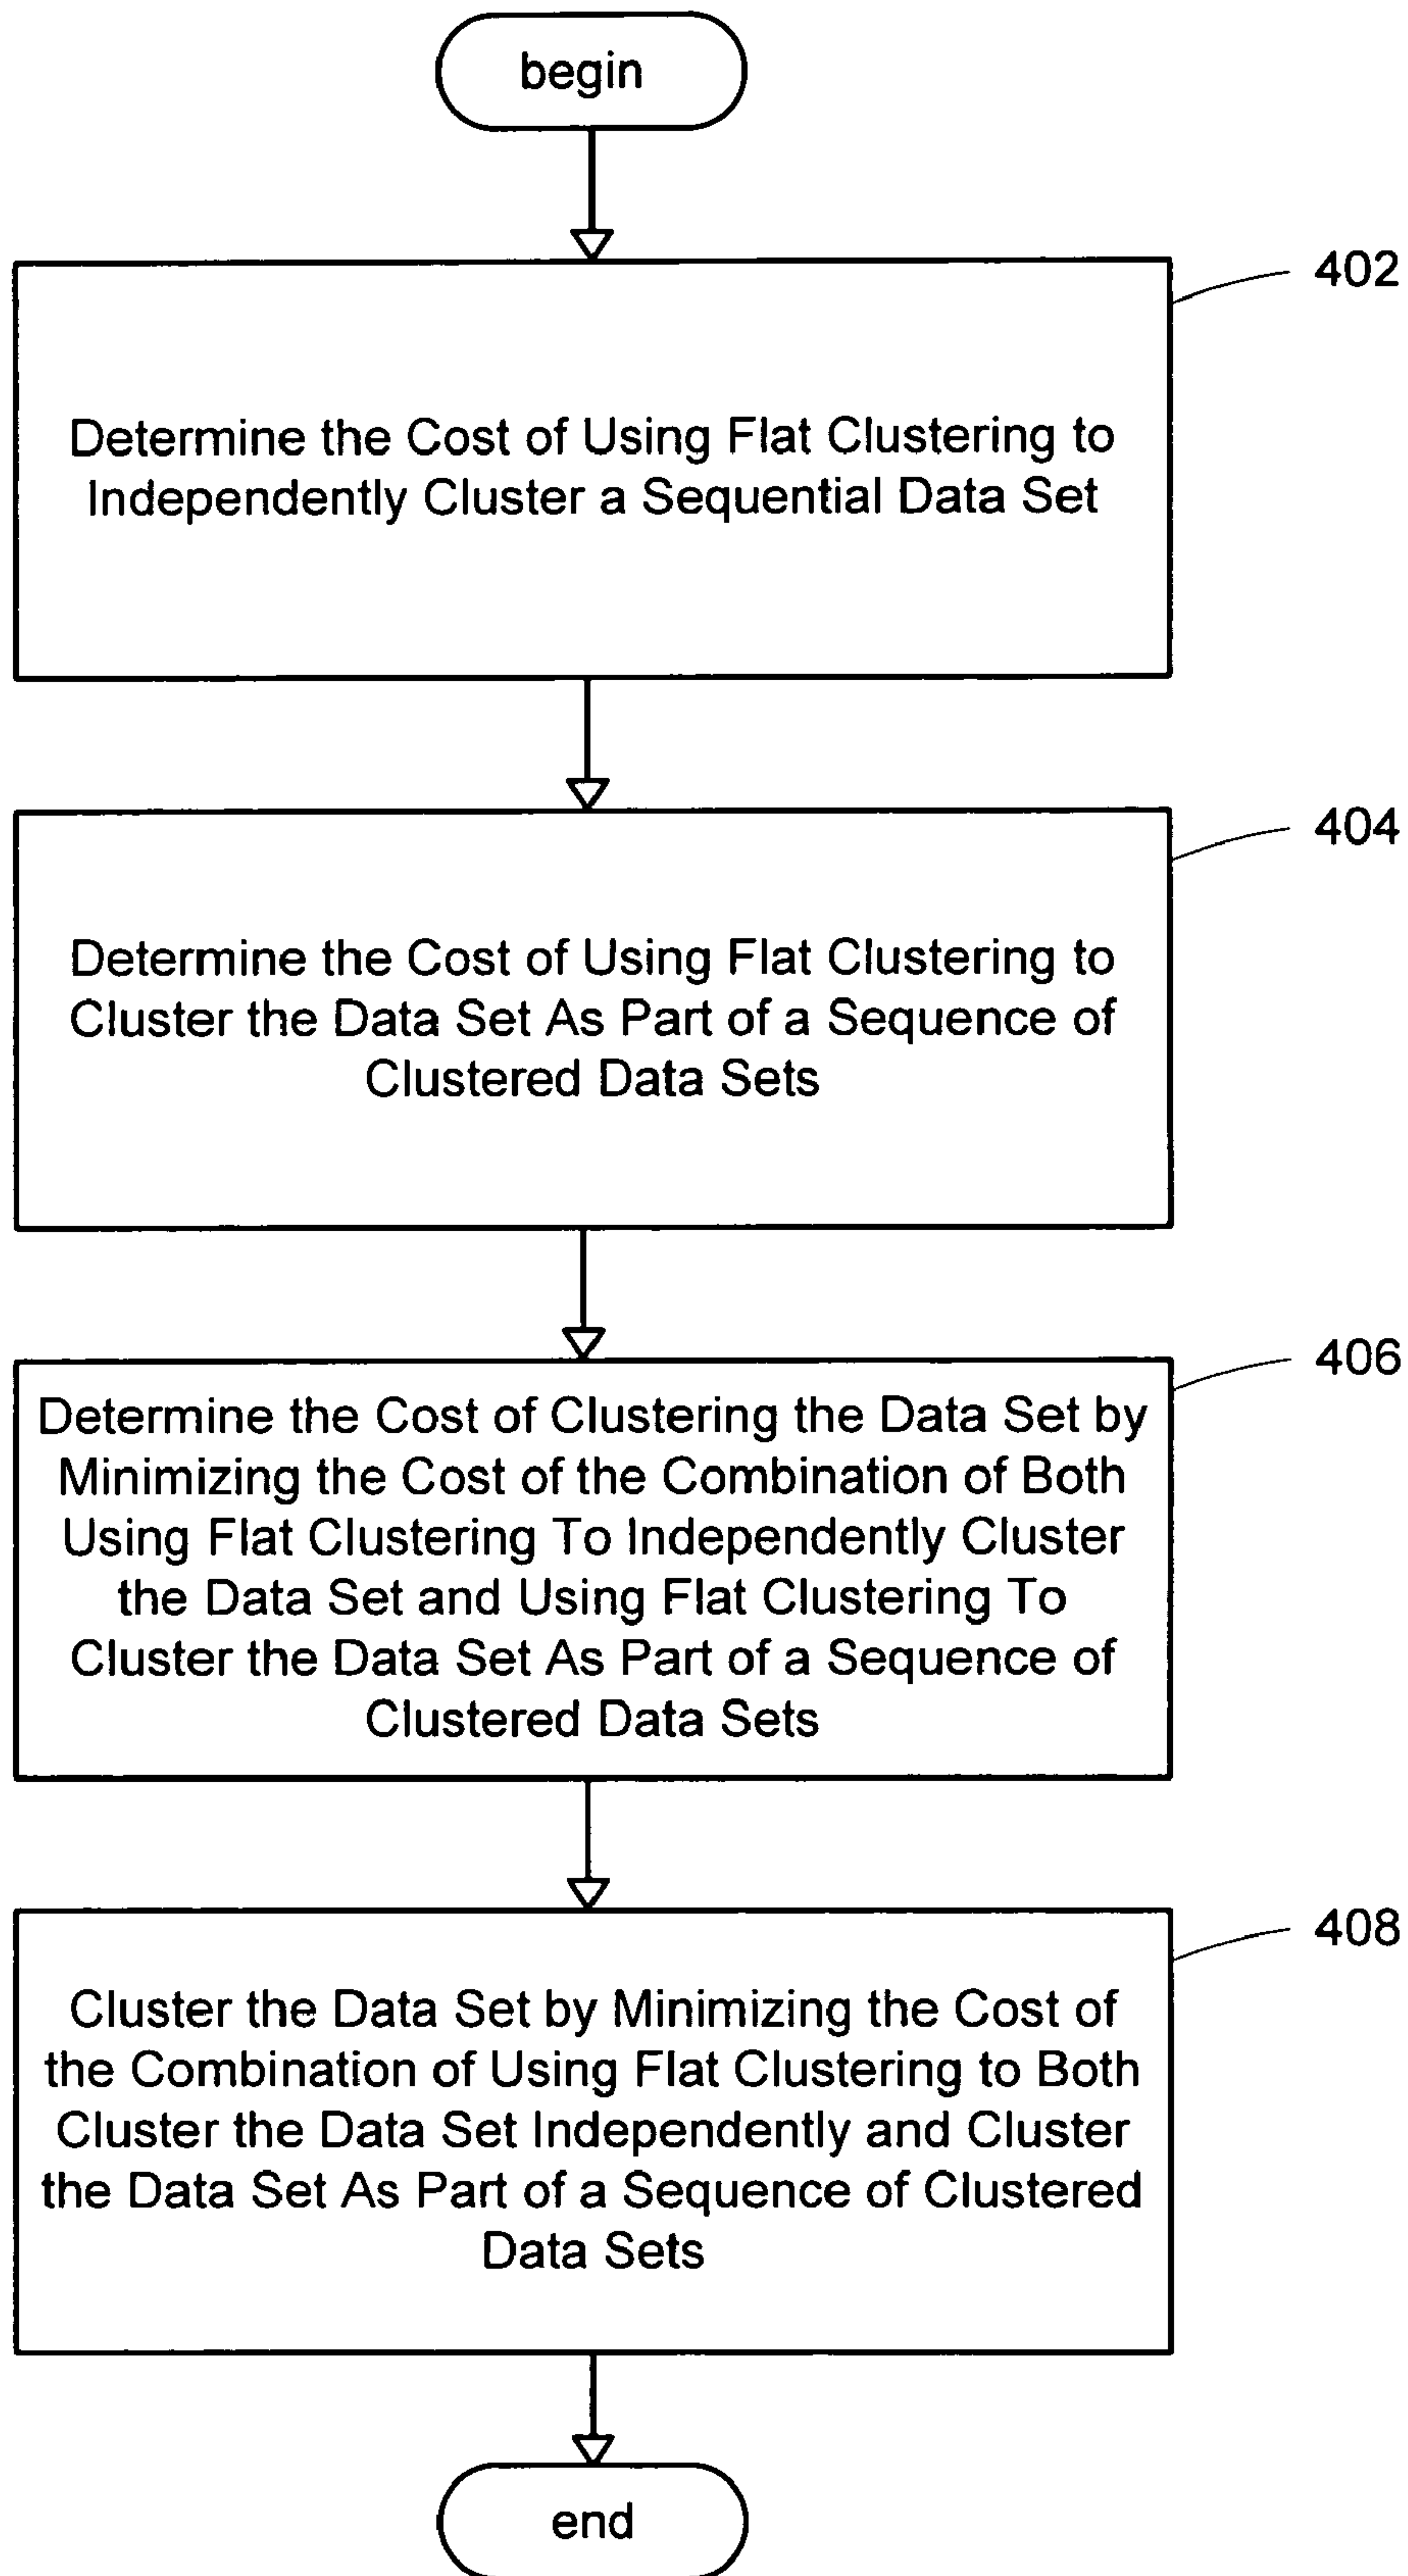 begin
402
Determine the Cost of Using Flat Clustering to
Independently Cluster a Sequential Data Set
404
Determine the Cost of Using Flat Clustering to
Cluster the Data Set As Part of a Sequence of
Clustered Data Sets
406
Determine the Cost of Clustering the Data Set by
Minimizing the Cost of the Combination of Both
Using Flat Clustering To Independently Cluster
the Data Set and Using Flat Clustering To
Cluster the Data Set As Part of a Sequence of
Clustered Data Sets
408
Cluster the Data Set by Minimizing the Cost of
the Combination of Using Flat Clustering to Both
Cluster the Data Set Independently and Cluster
the Data Set As Part of a Sequence of Clustered
Data Sets
end